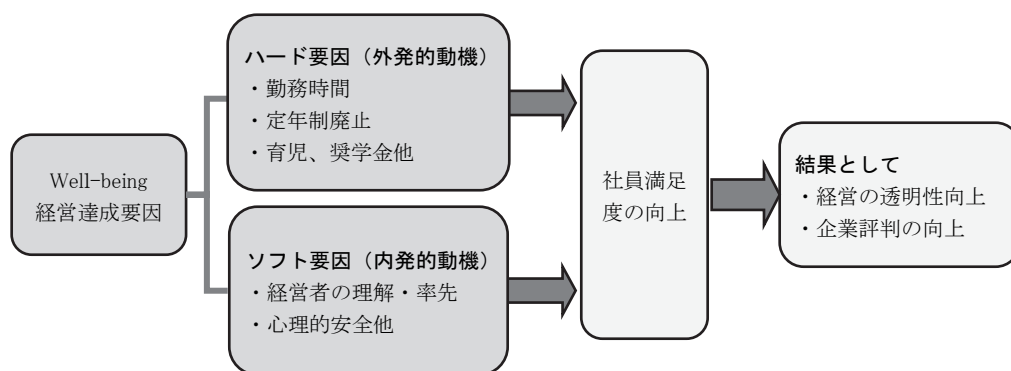 Well-being
経営達成要因
ハード要因（外発的動機）
・勤務時間
・定年制廃止
・育児、奨学金他
ソフト要因（内発的動機）
・経営者の理解・率先
・心理的安全他
社員満足
度の向上
結果として
・経営の透明性向上
・企業評判の向上